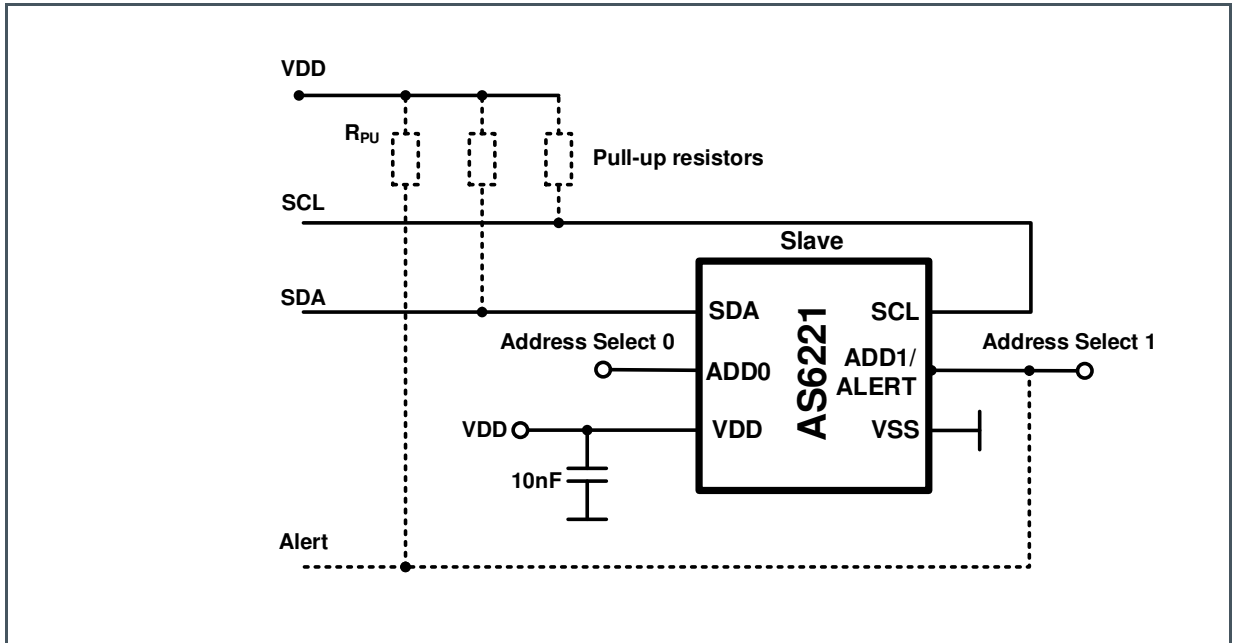 VDD
RPU
Pull-up resistors
SCL
Slave
SDA
SDA
SCL
Address Select 0
Address Select 1
ADD0
ADD1/
ALERT
AS6221
VDD
VDD
VSS
10nF
Alert